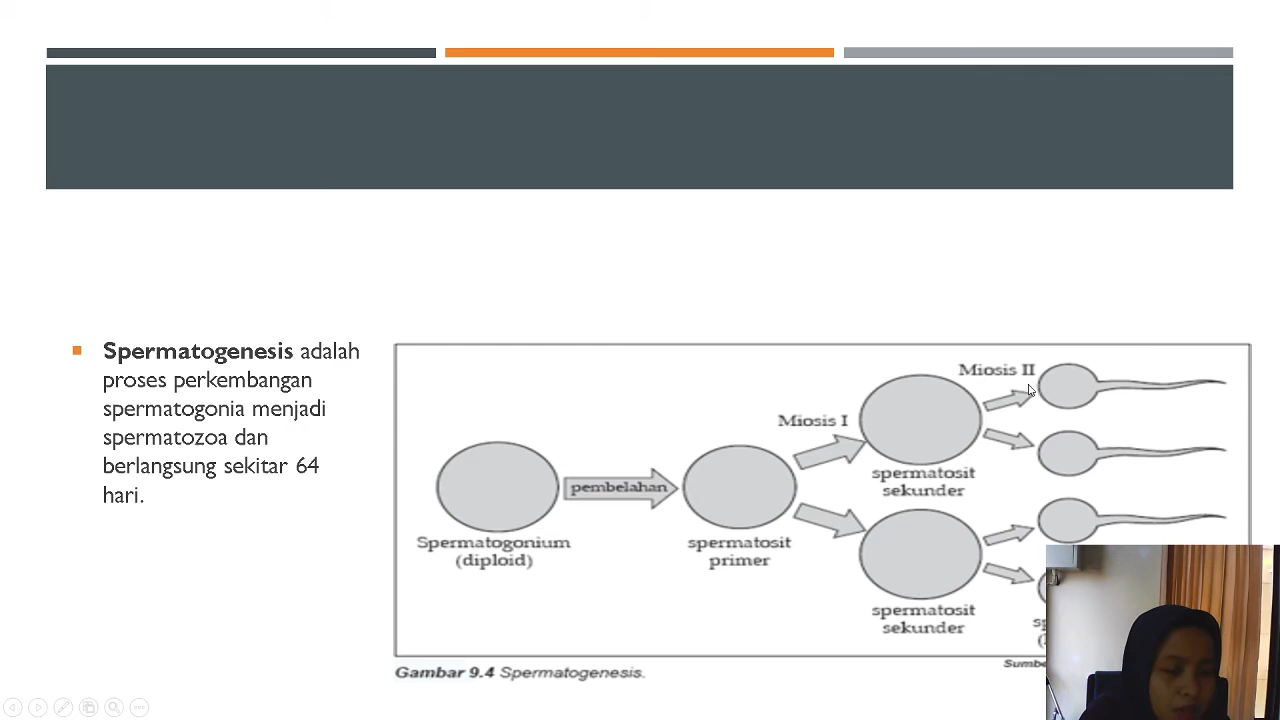 Spermatogenesis adalah
proses perkembangan
spermatogonia menjadi
spermatozoa dan
berlangsung sekitar 64
hari.
Miosis II
Miosis I
spermatosit
sekunder
pembelahan
Spermatogonium
(diploid)
spermatosit
primer
spermatosit
sekunder
Gambar 9.4 Spermatogenesis.